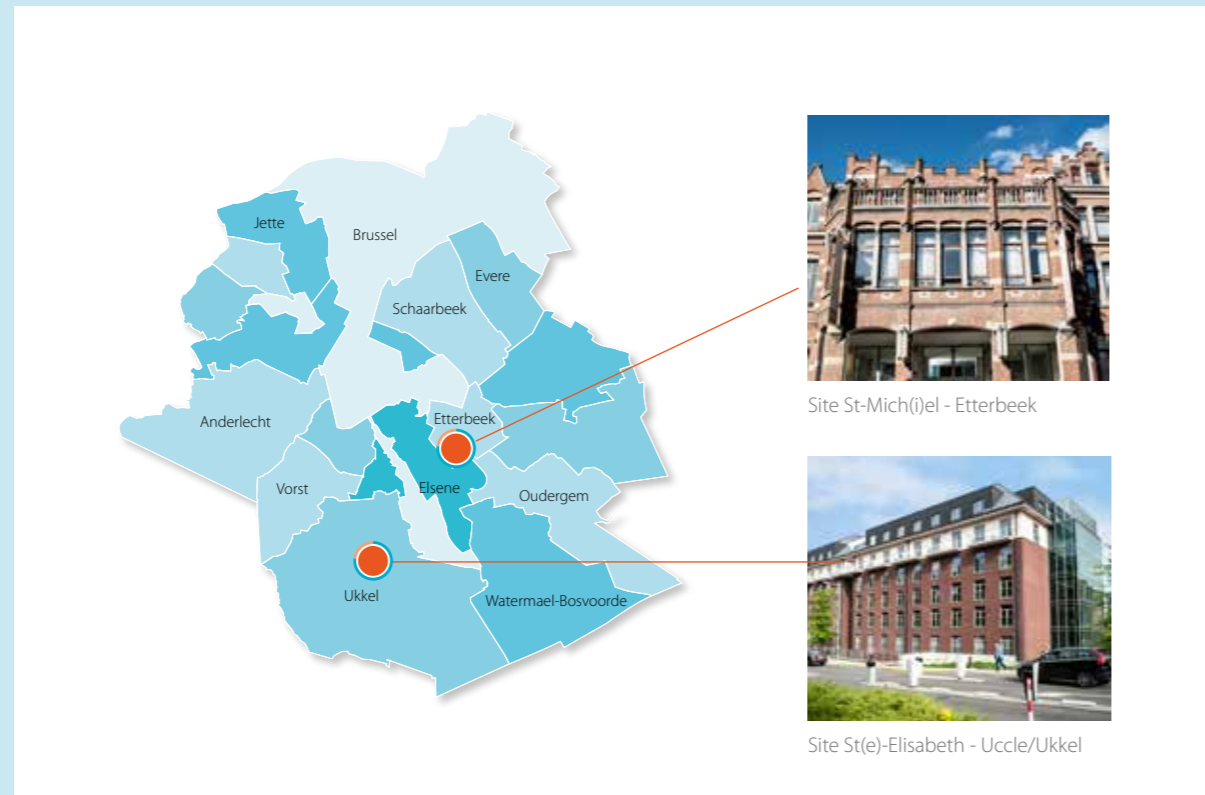 Jette
Brussel
Evere
Schaarbeek
Anderlecht
Etterbeek
Vorst
Elsene
Oudergem
Ukkel
Watermael-Bosvoorde
Site St-Mich(i)el - Etterbeek
Site St(e)-Elisabeth - Uccle/Ukkel